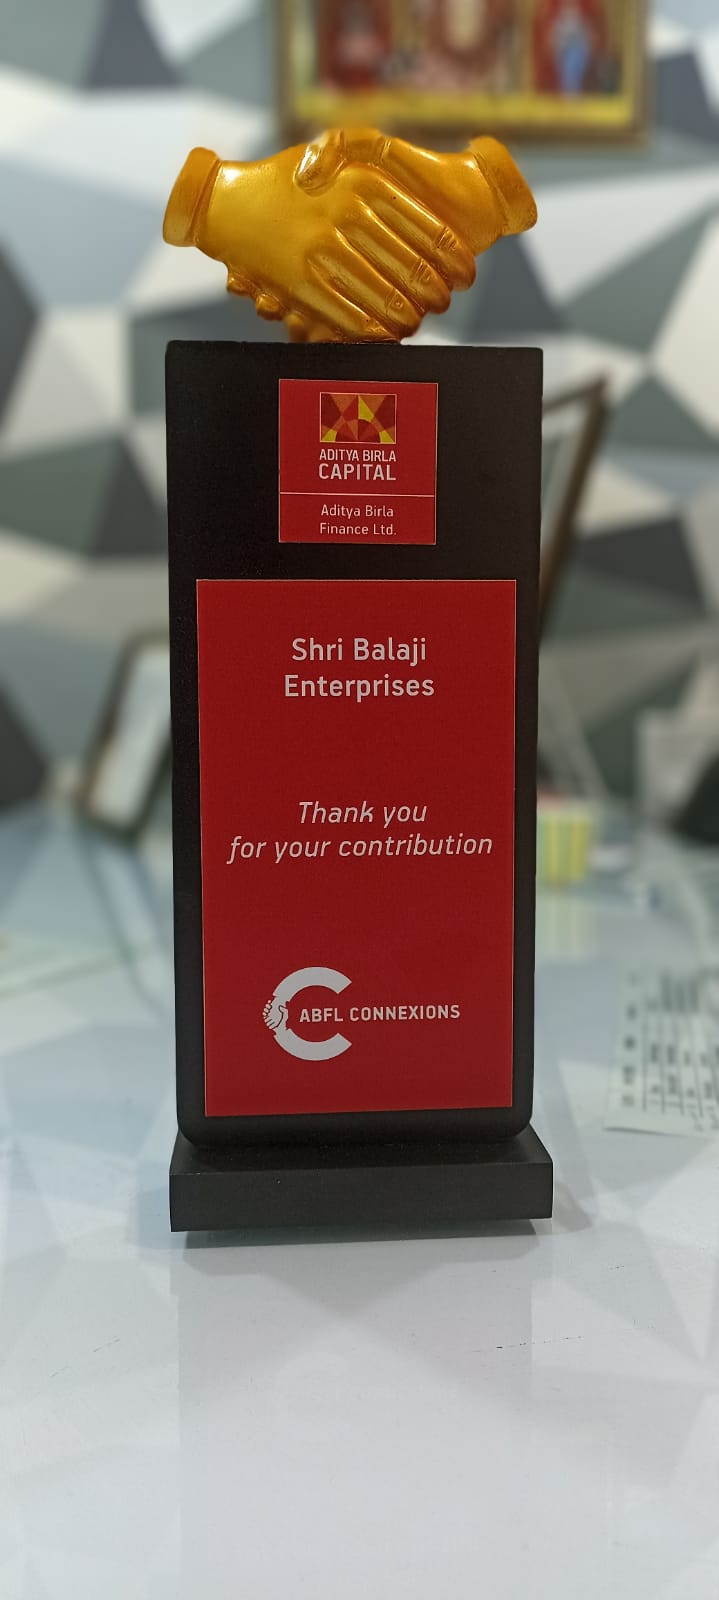 ADITYA BIRLA
CAPITAL
Aditya Birla
Finance Ltd.
Shri Balaji
Enterprises
Thank you
for your contribution
ABFL CONNEXIONS